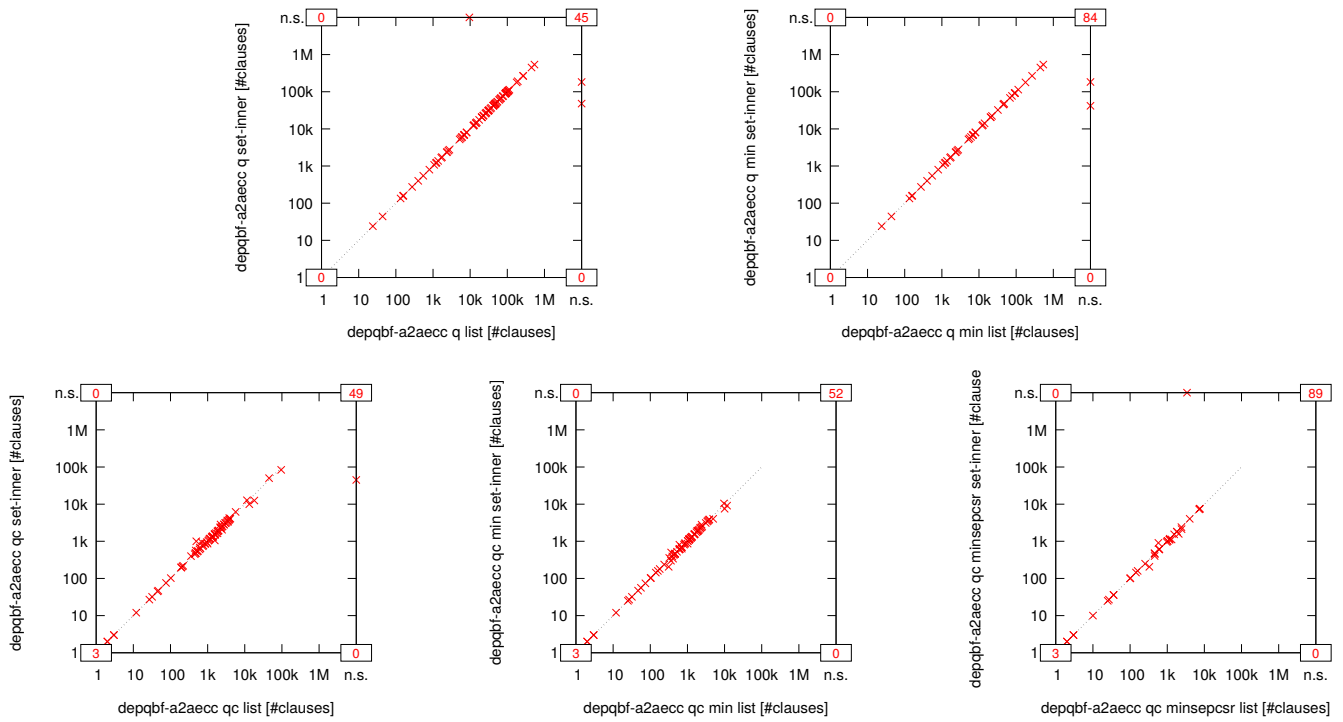 n.s.
0
45
1M
100k
10k
1k
100
10
1
0
0
1
10
100
1k
10k
100k
1M
n.s.
depqbf-a2aecc q set-inner [#clauses]
depqbf-a2aecc q list [#clauses]
n.s.
0
84
1M
100k
10k
1k
100
10
1
0
0
1
10
100
1k
10k
100k
1M
n.s.
depqbf-a2aecc q min set-inner [#clauses]
depqbf-a2aecc q min list [#clauses]
n.s.
0
49
1M
100k
10k
1k
100
10
1
3
0
1
10
100
1k
10k
100k
1M
n.s.
depqbf-a2aecc qc set-inner [#clauses]
depqbf-a2aecc qc list [#clauses]
n.s.
0
52
1M
100k
10k
1k
100
10
1
3
0
1
10
100
1k
10k
100k
1M
n.s.
depqbf-a2aecc qc min set-inner [#clauses]
depqbf-a2aecc qc min list [#clauses]
n.s.
0
89
1M
100k
10k
1k
100
10
1
3
0
1
10
100
1k
10k
100k
1M
n.s.
depqbf-a2aecc qc minsepcsr set-inner [#clause
depqbf-a2aecc qc minsepcsr list [#clauses]